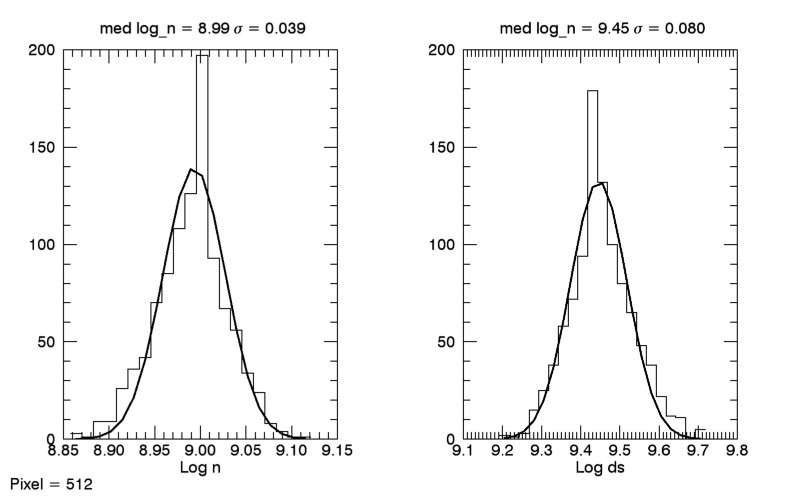 med log_n = 8.99 σ = 0.039
200
150
100
50
0
8.85 8.90 8.95 9.00 9.05 9.10 9.15
Log n
med log_n = 9.45 σ = 0.080
200
150
100
50
0
9.1 9.2 9.3 9.4 9.5 9.6 9.7 9.8
Log ds
Pixel = 512